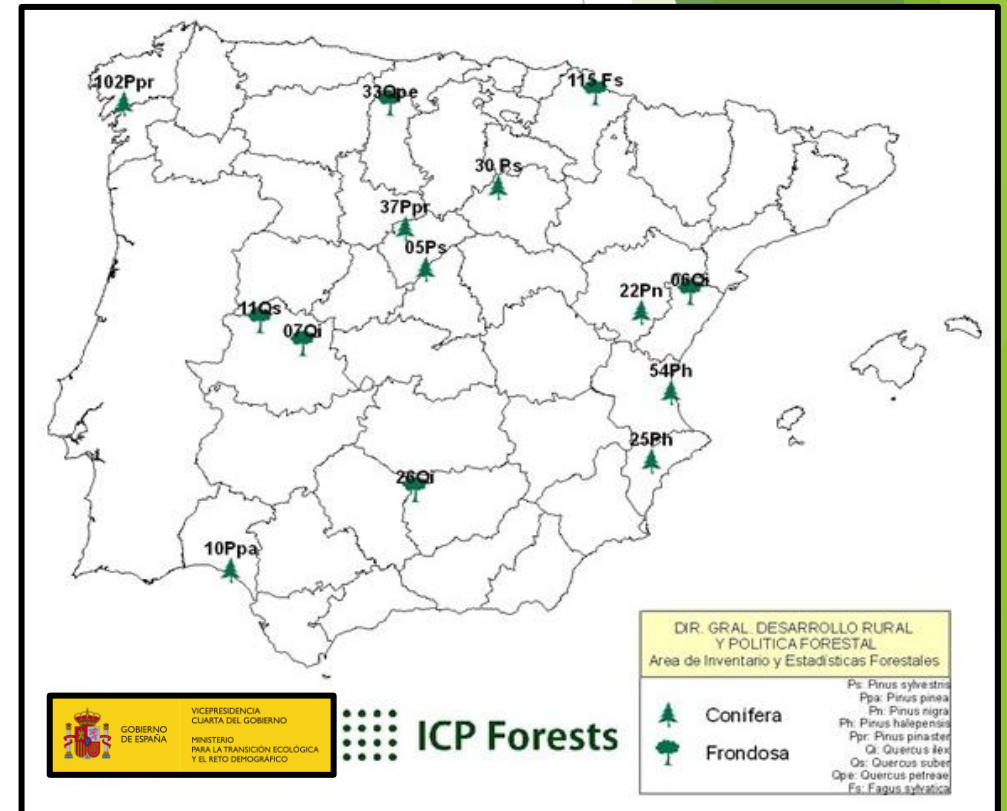 102Ppr
33Qpe
115 Fs
30 Ps
37Ppr
05Ps
22Pn
06Qi
11Qs
07Qi
54Ph
25Ph
26Qi
10Ppa
DIR. GRAL. DESARROLLO RURAL
Y POLITICA FORESTAL
Area de Inventario y Estadísticas Forestales
Conífera
Frondosa
Ps: Pinus sylvestris
Ppa: Pinus pinea
Pn: Pinus nigra
Ph: Pinus halepensis
Ppr: Pinus pinaster
Qi: Quercus ilex
Qs: Quercus suber
Qpe: Quercus petreae
Fs: Fagus sylvatica
GOBIERNO
DE ESPAÑA
VICEPRESIDENCIA
CUARTA DEL GOBIERNO
MINISTERIO
PARA LA TRANSICIÓN ECOLÓGICA
Y EL RETO DEMOGRÁFICO
ICP Forests